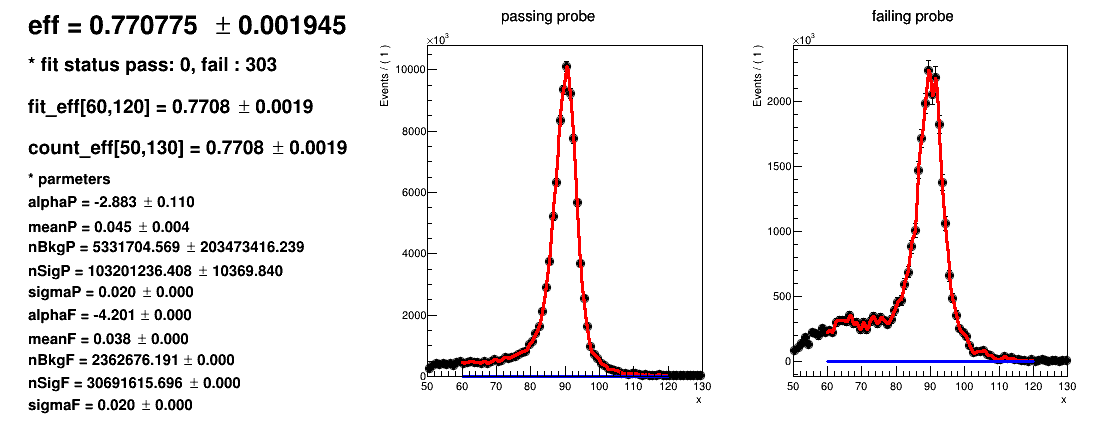 eff = 0.770775 ± 0.001945
* fit status pass: 0, fail : 303
fit_eff[60,120] = 0.7708 ± 0.0019
count_eff[50,130] = 0.7708 ± 0.0019
* parmeters
alphaP = -2.883 ± 0.110
meanP = 0.045 ± 0.004
nBkgP = 5331704.569 ± 203473416.239
nSigP = 103201236.408 ± 10369.840
sigmaP = 0.020 ± 0.000
alphaF = -4.201 ± 0.000
meanF = 0.038 ± 0.000
nBkgF = 2362676.191 ± 0.000
nSigF = 30691615.696 ± 0.000
sigmaF = 0.020 ± 0.000
passing probe
×10³
Events / ( 1 )
10000
8000
6000
4000
2000
0
50 60 70 80 90 100 110 120 130
x
failing probe
×10³
Events / ( 1 )
2000
1500
1000
500
0
50 60 70 80 90 100 110 120 130
x